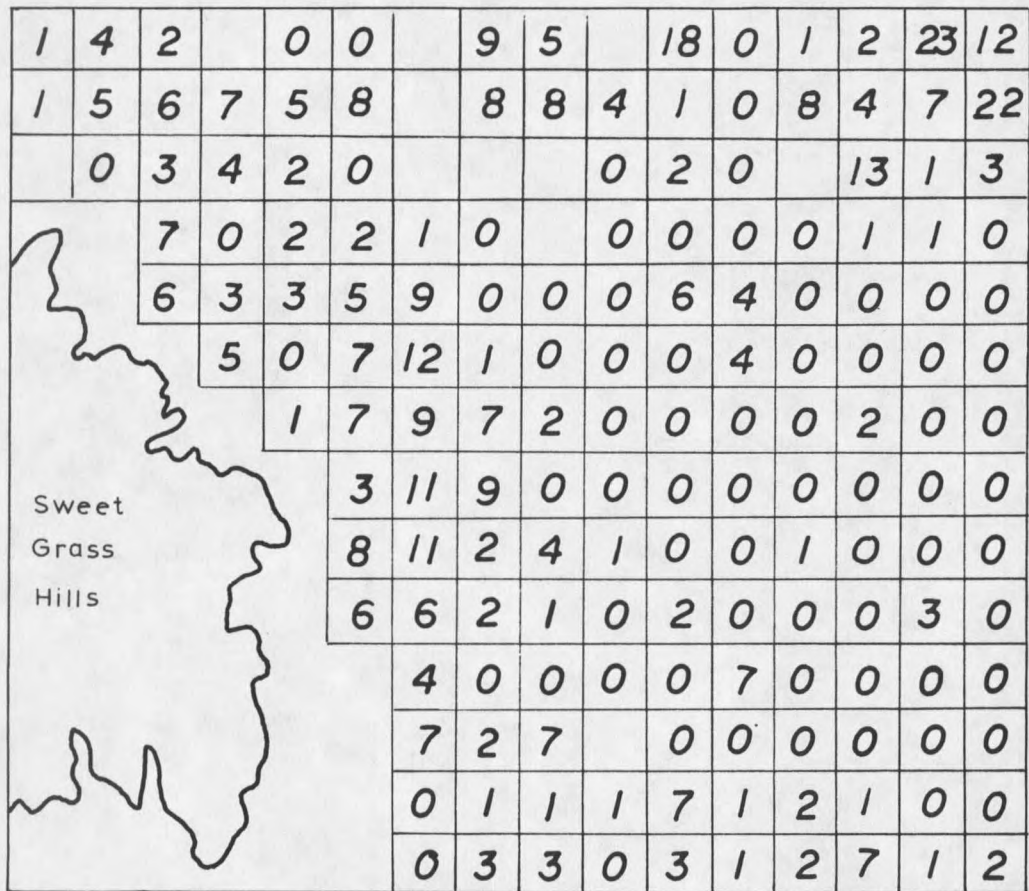 1 4 2 0 0 9 5 18 0 1 2 23 12
1 5 6 7 5 8 8 8 4 1 0 8 4 7 22
0 3 4 2 0 0 2 0 13 1 3
7 0 2 2 1 0 0 0 0 0 1 1 0
6 3 3 5 9 0 0 0 6 4 0 0 0 0
5 0 7 12 1 0 0 0 4 0 0 0 0
1 7 9 7 2 0 0 0 0 2 0 0
3 11 9 0 0 0 0 0 0 0 0
8 11 2 4 1 0 0 1 0 0 0
6 6 2 1 0 2 0 0 0 3 0
4 0 0 0 0 7 0 0 0 0
7 2 7 0 0 0 0 0 0
0 1 1 1 7 1 2 1 0 0
0 3 3 0 3 1 2 7 1 2
Sweet
Grass
Hills